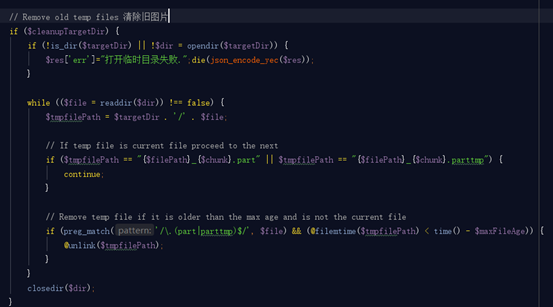 // Remove old temp files 清除旧图片
if ($cleanupTargetDir) {
if (!is_dir($targetDir) || !$dir = opendir($targetDir)) {
$res['err']="打开临时目录失败.";die(json_encode_yec($res));
}
while (($file = readdir($dir)) !== false) {
$tmpfilePath = $targetDir . '/' . $file;
// If temp file is current file proceed to the next
if ($tmpfilePath == "{$filePath}_{$chunk}.part" || $tmpfilePath == "{$filePath}_{$chunk}.parttmp") {
continue;
}
// Remove temp file if it is older than the max age and is not the current file
if (preg_match( pattern: '/\.(part|parttmp)$/', $file) && (@filemtime($tmpfilePath) < time() - $maxFileAge)) {
@unlink($tmpfilePath);
}
}
closedir($dir);
}